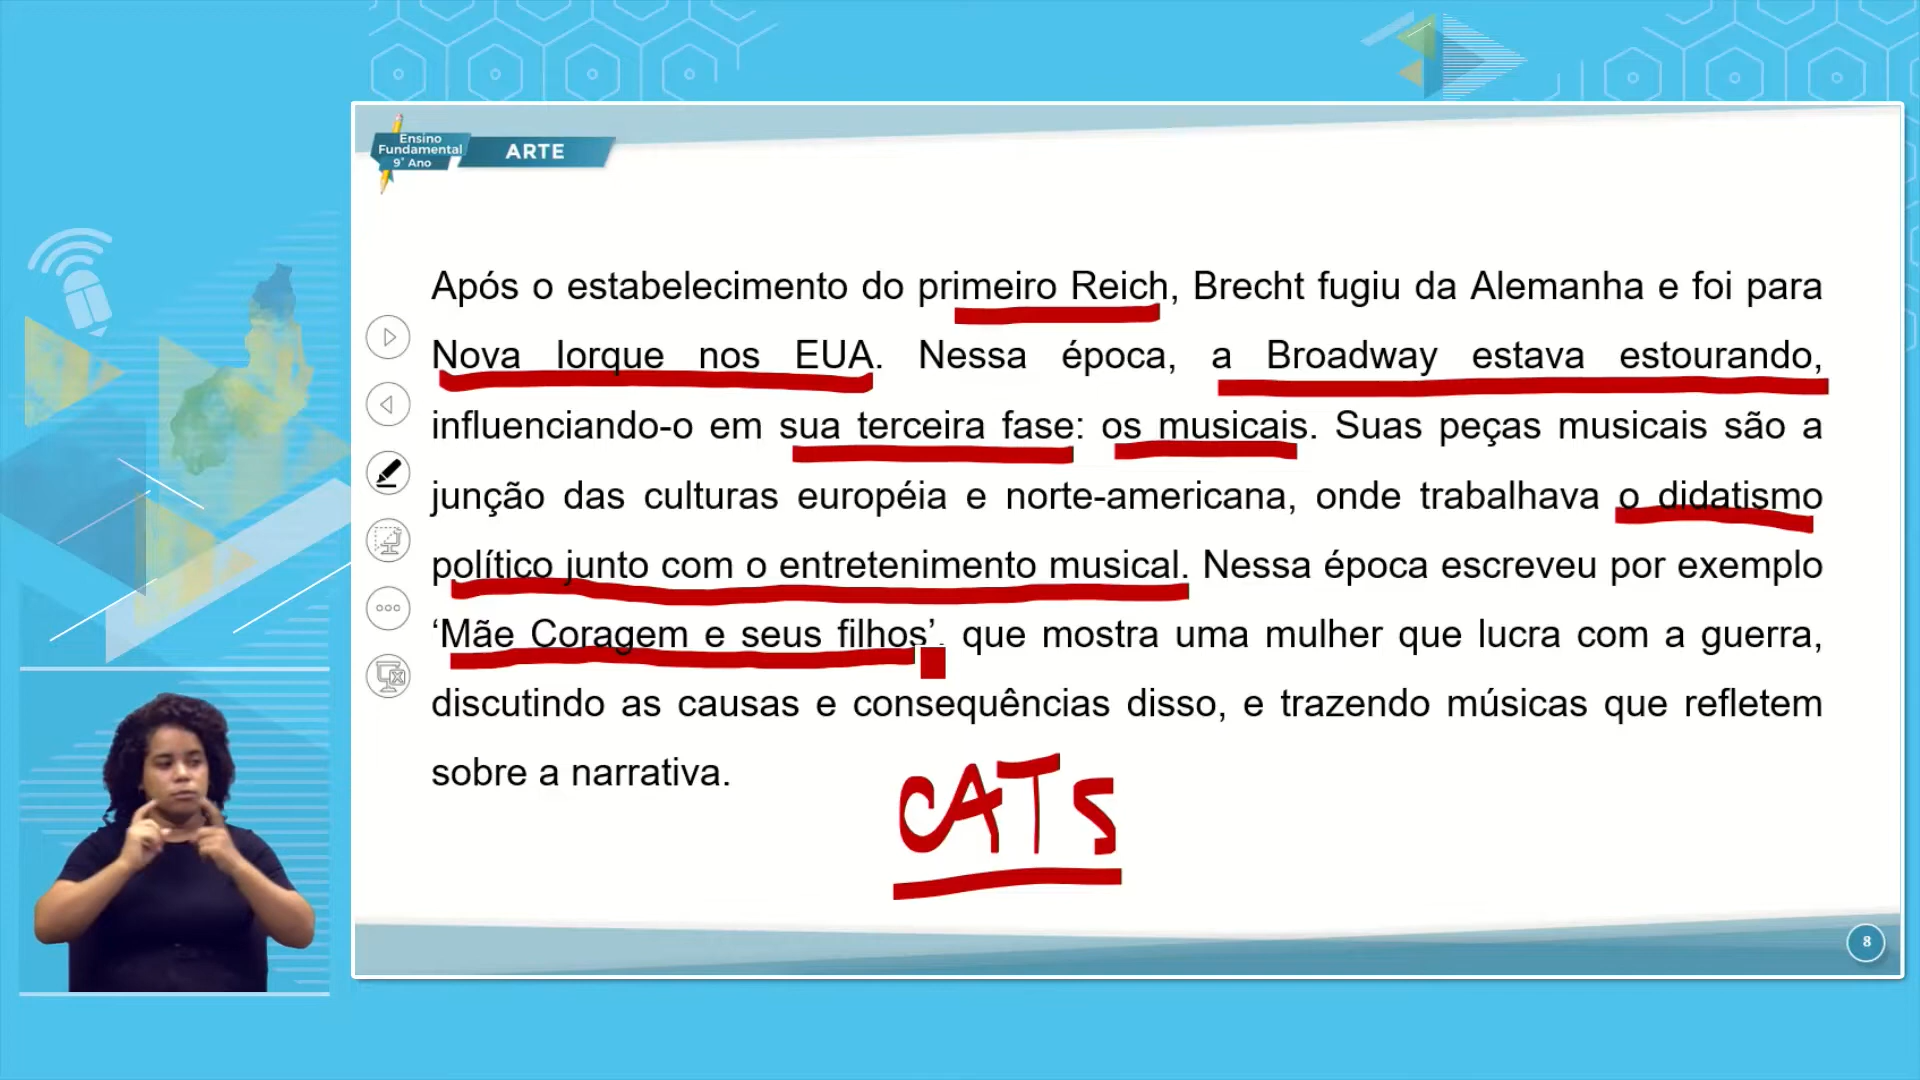 Ensino
Fundamental
9° Ano
ARTE
Após o estabelecimento do primeiro Reich, Brecht fugiu da Alemanha e foi para
Nova Iorque nos EUA. Nessa época, a Broadway estava estourando,
influenciando-o em sua terceira fase: os musicais. Suas peças musicais são a
junção das culturas européia e norte-americana, onde trabalhava o didatismo
político junto com o entretenimento musical. Nessa época escreveu por exemplo
‘Mãe Coragem e seus filhos’, que mostra uma mulher que lucra com a guerra,
discutindo as causas e consequências disso, e trazendo músicas que refletem
sobre a narrativa.
CATS
8